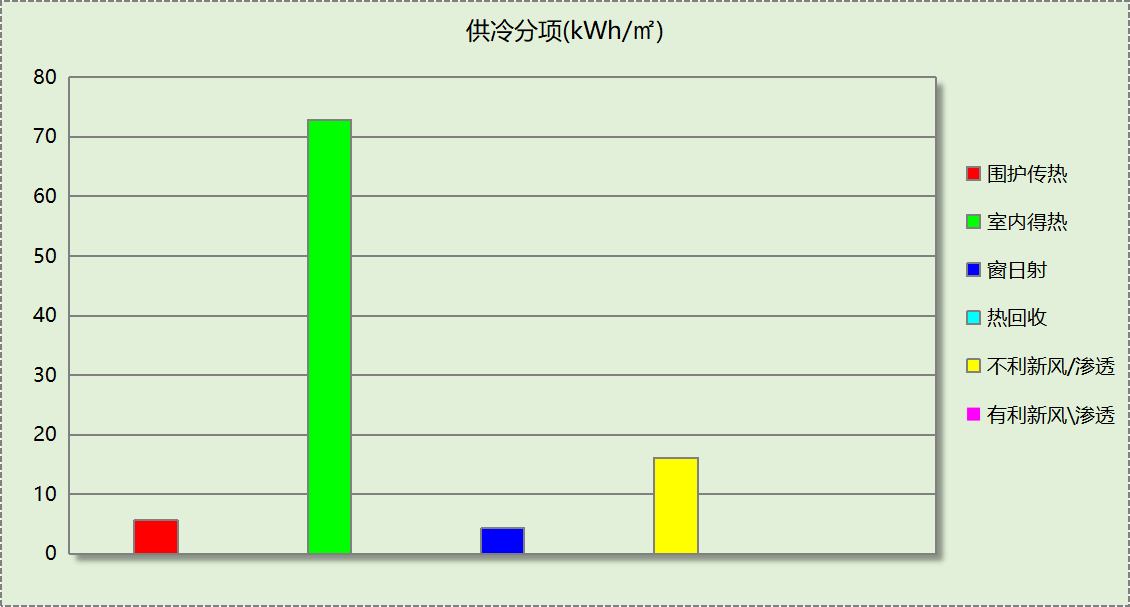 供冷分项(kWh/㎡)
80
70
60
50
40
30
20
10
0
围护传热
室内得热
窗日射
热回收
不利新风/渗透
有利新风\渗透